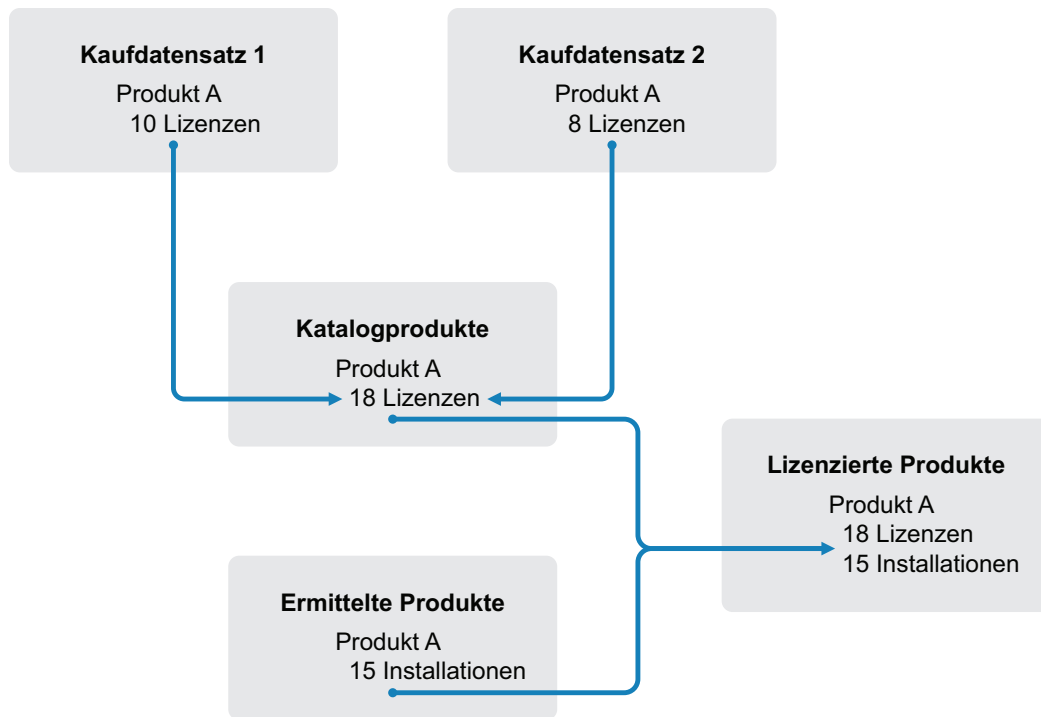 Kaufdatensatz 1
Produkt A
10 Lizenzen
Kaufdatensatz 2
Produkt A
8 Lizenzen
Katalogprodukte
Produkt A
18 Lizenzen
Lizenzierte Produkte
Produkt A
18 Lizenzen
15 Installationen
Ermittelte Produkte
Produkt A
15 Installationen